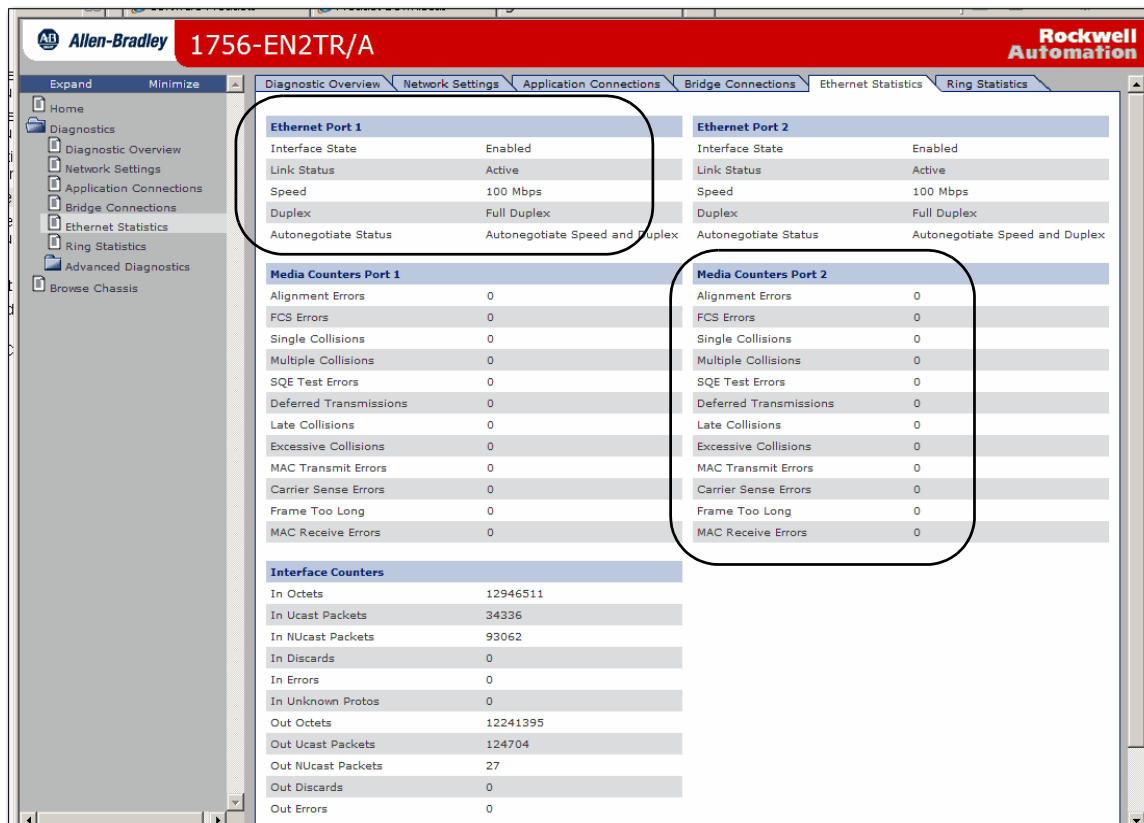 Allen-Bradley
1756-EN2TR/A
Rockwell
Automation
Expand Minimize
Home
Diagnostics
Diagnostic Overview
Network Settings
Application Connections
Bridge Connections
Ethernet Statistics
Ring Statistics
Advanced Diagnostics
Browse Chassis
Diagnostic Overview Network Settings Application Connections Bridge Connections Ethernet Statistics Ring Statistics
Ethernet Port 1
Interface State Enabled
Link Status Active
Speed 100 Mbps
Duplex Full Duplex
Autonegotiate Status Autonegotiate Speed and Duplex
Ethernet Port 2
Interface State Enabled
Link Status Active
Speed 100 Mbps
Duplex Full Duplex
Autonegotiate Status Autonegotiate Speed and Duplex
Media Counters Port 1
Alignment Errors 0
FCS Errors 0
Single Collisions 0
Multiple Collisions 0
SQE Test Errors 0
Deferred Transmissions 0
Late Collisions 0
Excessive Collisions 0
MAC Transmit Errors 0
Carrier Sense Errors 0
Frame Too Long 0
MAC Receive Errors 0
Media Counters Port 2
Alignment Errors 0
FCS Errors 0
Single Collisions 0
Multiple Collisions 0
SQE Test Errors 0
Deferred Transmissions 0
Late Collisions 0
Excessive Collisions 0
MAC Transmit Errors 0
Carrier Sense Errors 0
Frame Too Long 0
MAC Receive Errors 0
Interface Counters
In Octets 12946511
In Ucast Packets 34336
In NUcast Packets 93062
In Discards 0
In Errors 0
In Unknown Protos 0
Out Octets 12241395
Out Ucast Packets 124704
Out NUcast Packets 27
Out Discards 0
Out Errors 0